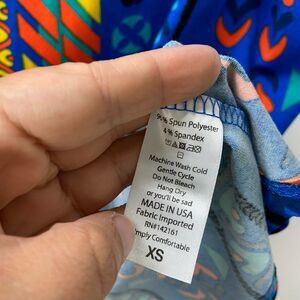 96% Spun Polyester
4% Spandex
Machine Wash Cold
Gentle Cycle
Do Not Bleach
Hang Dry
or you'll be sad
MADE IN USA
Fabric Imported
RN#142161
Simply Comfortable
XS